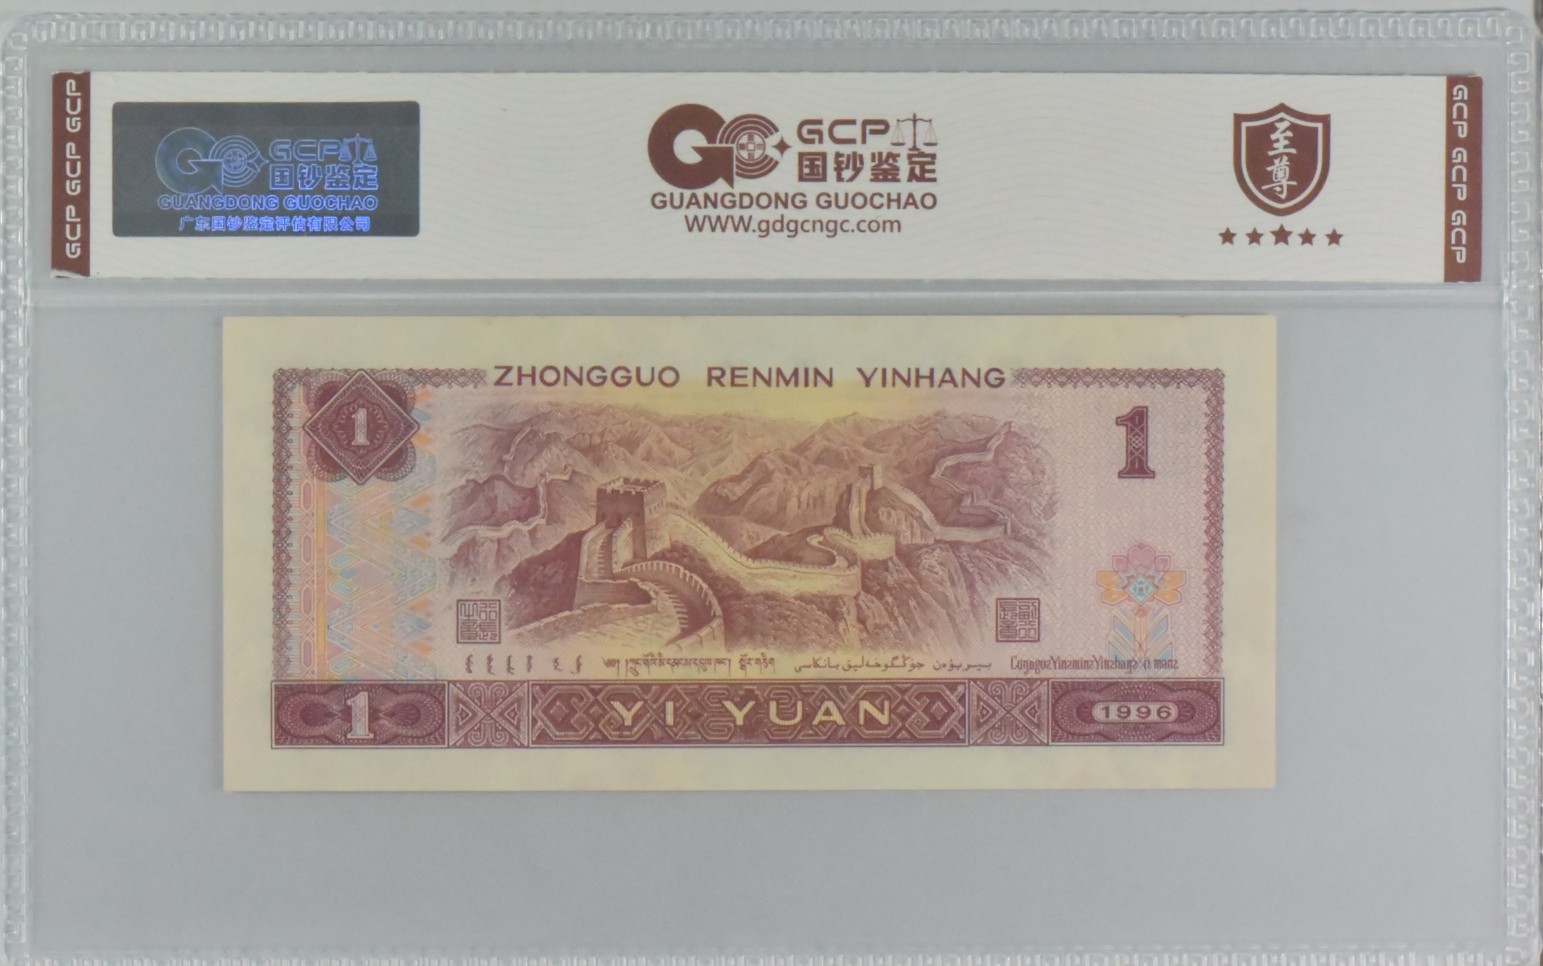 GCP GCP GCP
GCP
国钞鉴定
GUANGDONG GUOCHAO
广东国钞鉴定评估有限公司
GCP
国钞鉴定
GUANGDONG GUOCHAO
WWW.gdgcngc.com
至尊
GCP GCP GCP
ZHONGGUO RENMIN YINHANG
1
1
1
YI YUAN
1996